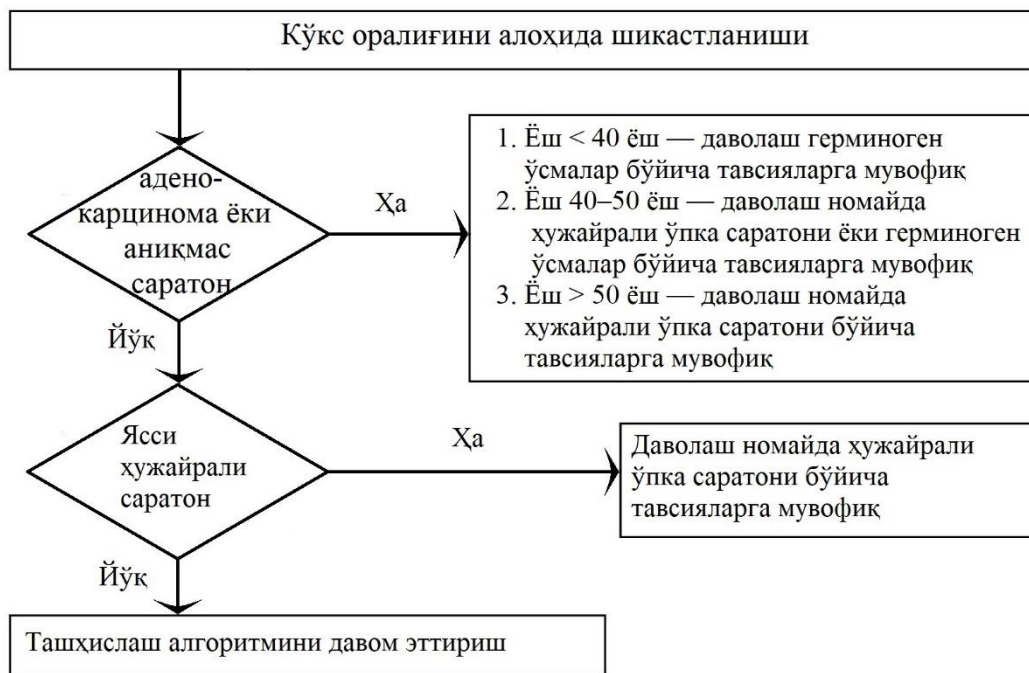 Кўкс оралиғини алоҳида шикастланиши
адено-
карцинома ёки
аниқмас
саратон
Ҳа
1. Ёш < 40 ёш — даволаш герминоген
ўсмалар бўйича тавсияларга мувофиқ
2. Ёш 40–50 ёш — даволаш номайда
ҳужайрали ўпка саратони ёки герминоген
ўсмалар бўйича тавсияларга мувофиқ
3. Ёш > 50 ёш — даволаш номайда
ҳужайрали ўпка саратони бўйича
тавсияларга мувофиқ
Йўқ
Ясси
ҳужайрали
саратон
Ҳа
Даволаш номайда ҳужайрали
ўпка саратони бўйича
тавсияларга мувофиқ
Йўқ
Ташҳислаш алгоритмини давом эттириш